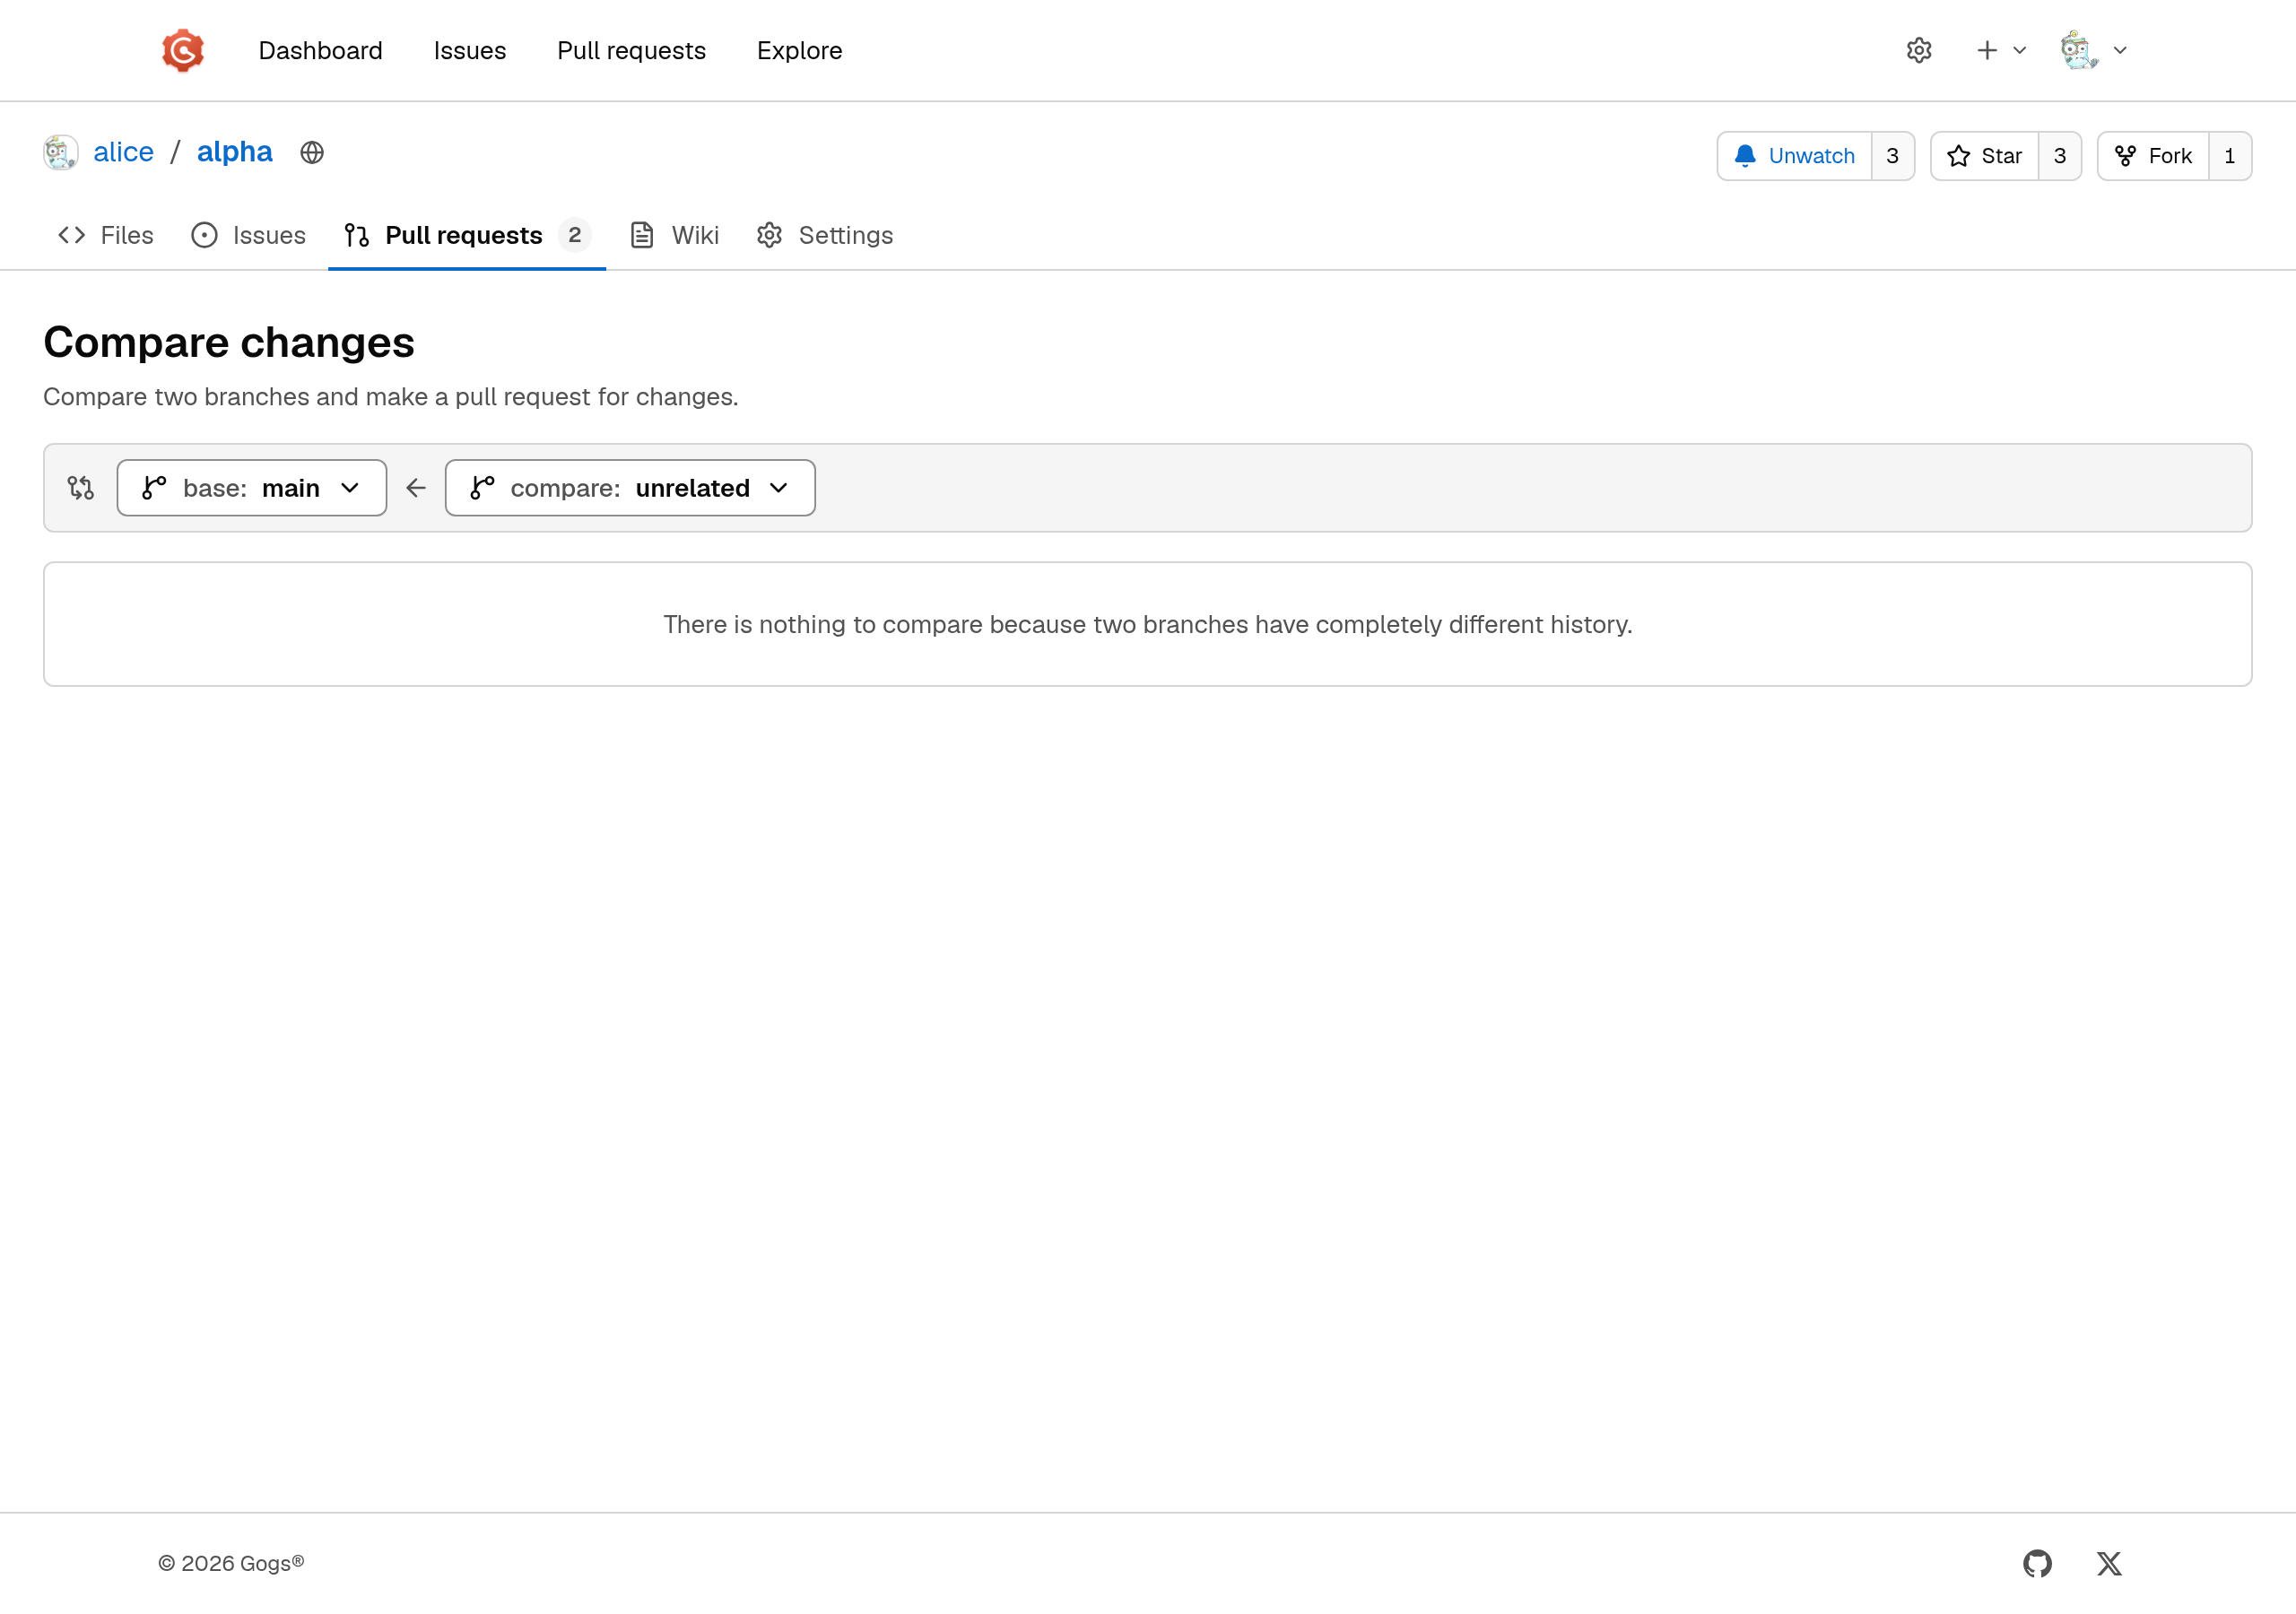 Dashboard Issues Pull requests Explore
alice / alpha
Unwatch 3 Star 3 Fork 1
Files Issues Pull requests 2 Wiki Settings
Compare changes
Compare two branches and make a pull request for changes.
base: main compare: unrelated
There is nothing to compare because two branches have completely different history.
© 2026 Gogs®